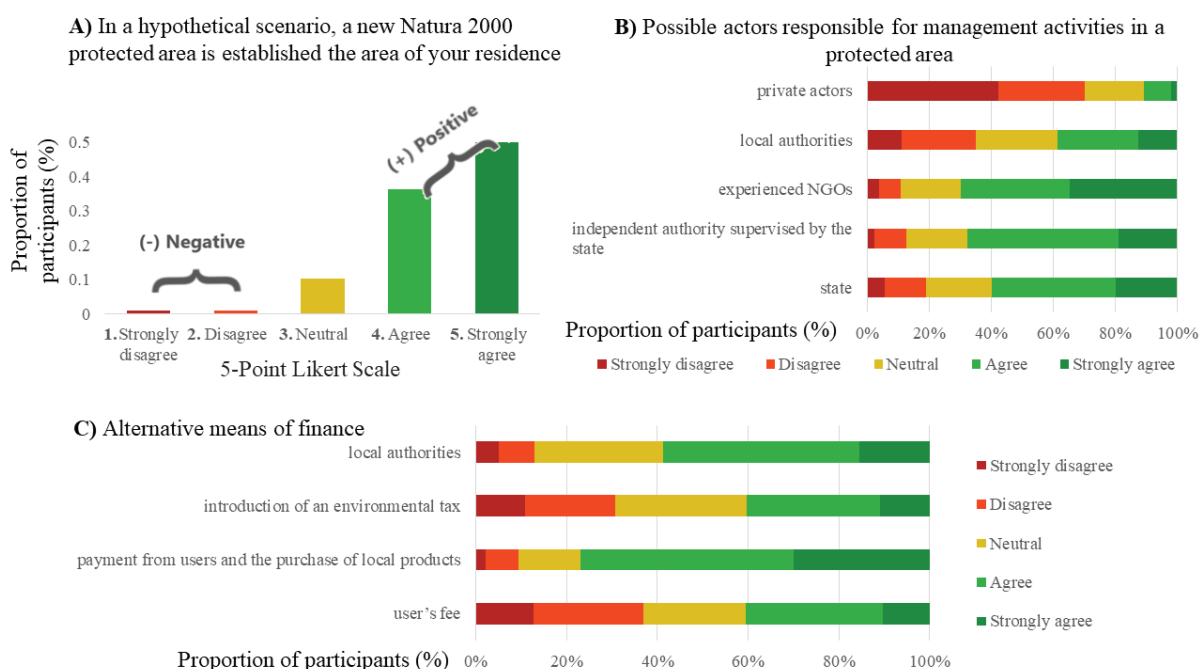 A) In a hypothetical scenario, a new Natura 2000
protected area is established the area of your residence
Proportion of
participants (%)
0.5
0.4
0.3
0.2
0.1
0
(-) Negative
(+) Positive
1. Strongly
disagree
2. Disagree
3. Neutral
4. Agree
5. Strongly
agree
5-Point Likert Scale
B) Possible actors responsible for management activities in a
protected area
private actors
local authorities
experienced NGOs
independent authority supervised by the
state
state
0% 20% 40% 60% 80% 100%
Proportion of participants (%)
Strongly disagree Disagree Neutral Agree Strongly agree
C) Alternative means of finance
local authorities
introduction of an environmental tax
payment from users and the purchase of local products
user’s fee
0% 20% 40% 60% 80% 100%
Proportion of participants (%)
Strongly disagree
Disagree
Neutral
Agree
Strongly agree